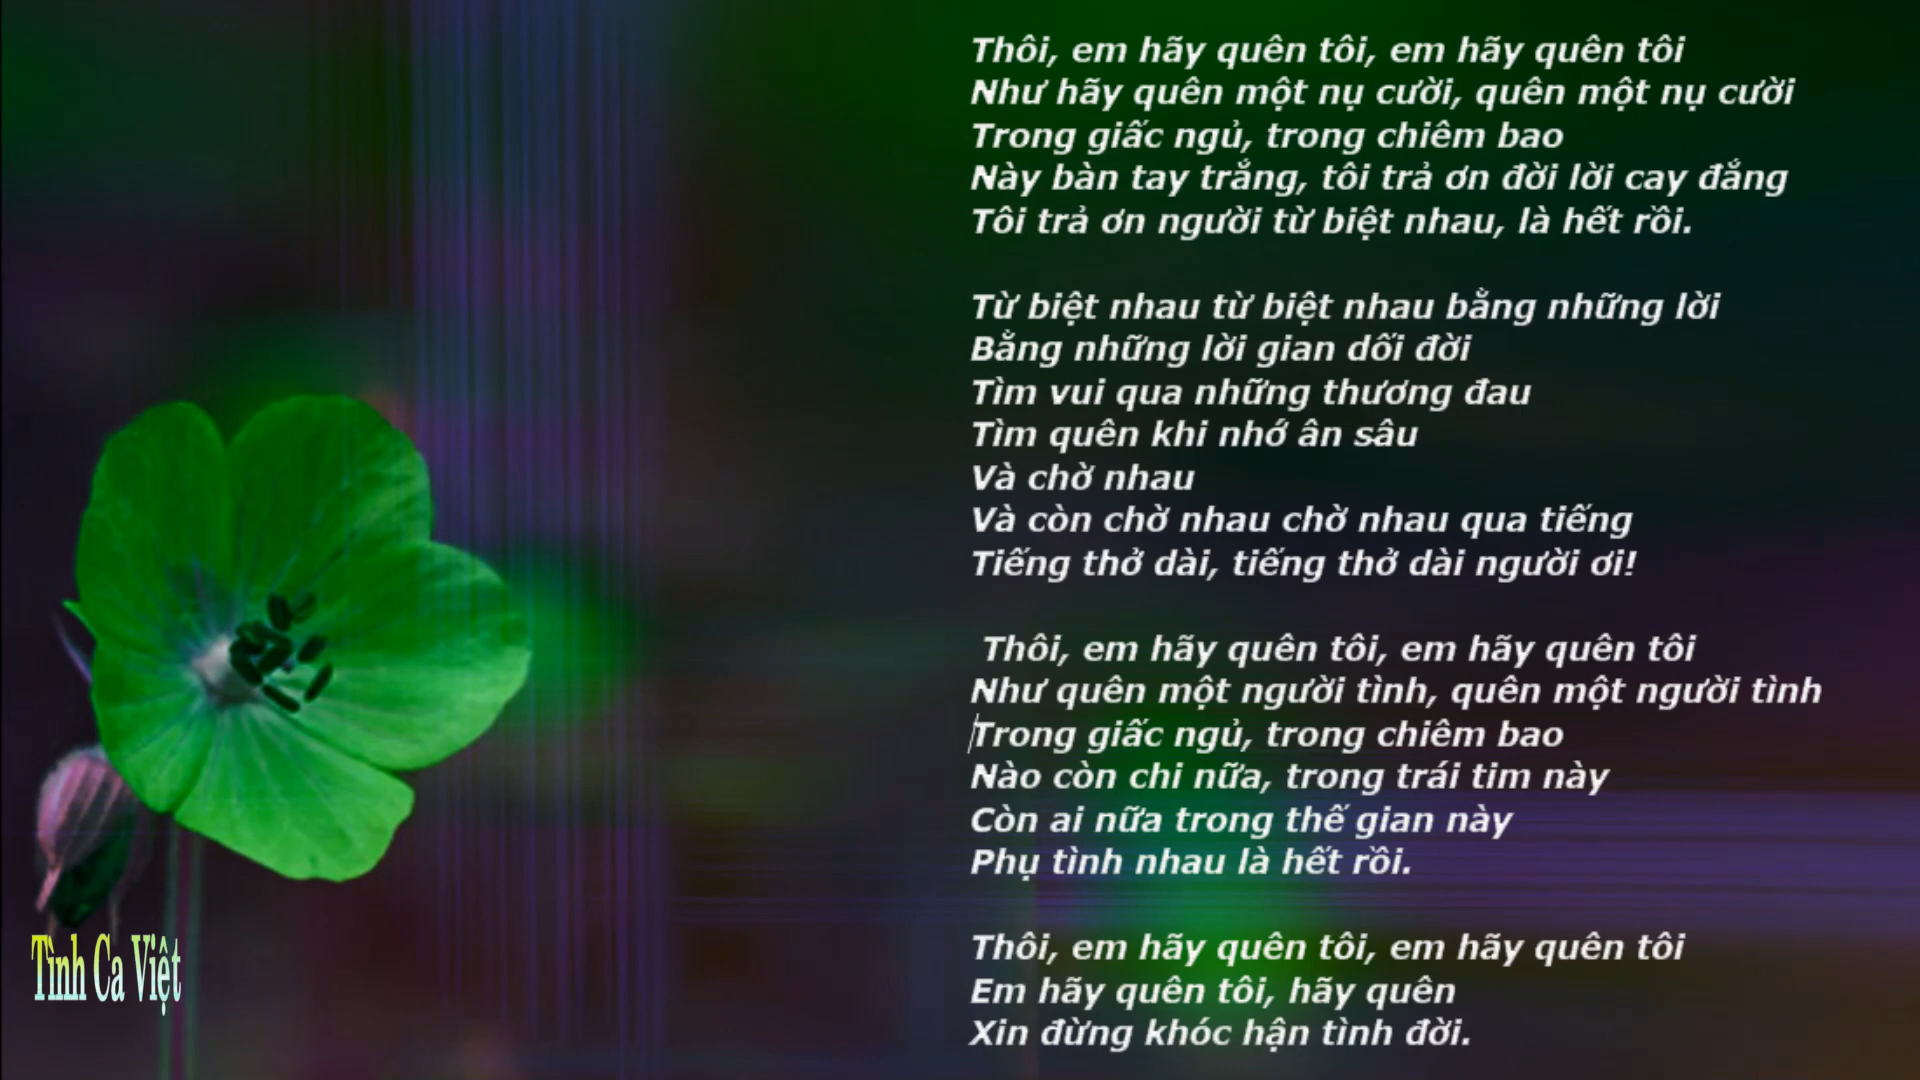 Thôi, em hãy quên tôi, em hãy quên tôi
Như hãy quên một nụ cười, quên một nụ cười
Trong giấc ngủ, trong chiêm bao
Này bàn tay trắng, tôi trả ơn đời lời cay đắng
Tôi trả ơn người từ biệt nhau, là hết rồi.
Từ biệt nhau từ biệt nhau bằng những lời
Bằng những lời gian dối đời
Tìm vui qua những thương đau
Tìm quên khi nhớ ân sâu
Và chờ nhau
Và còn chờ nhau chờ nhau qua tiếng
Tiếng thở dài, tiếng thở dài người ơi!
Thôi, em hãy quên tôi, em hãy quên tôi
Như quên một người tình, quên một người tình
Trong giấc ngủ, trong chiêm bao
Nào còn chi nữa, trong trái tim này
Còn ai nữa trong thế gian này
Phụ tình nhau là hết rồi.
Thôi, em hãy quên tôi, em hãy quên tôi
Em hãy quên tôi, hãy quên
Xin đừng khóc hận tình đời.
Tình Ca Việt